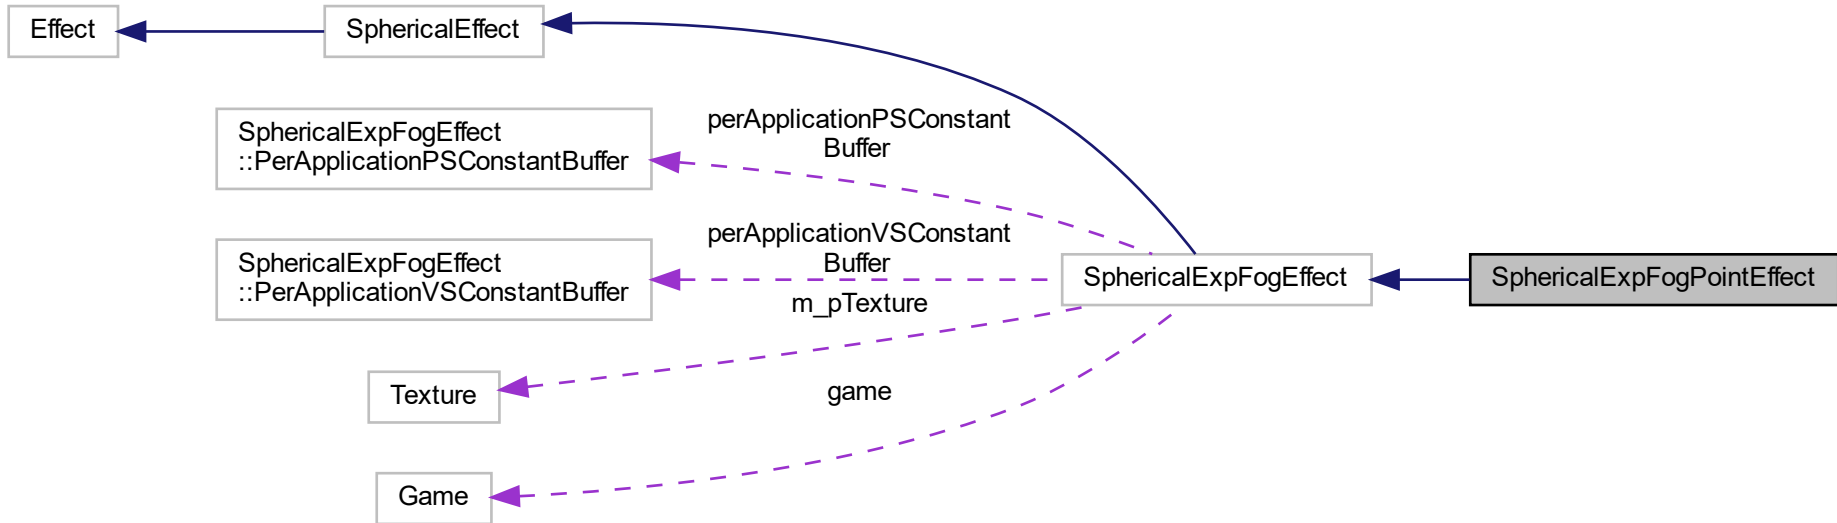 Effect
SphericalEffect
SphericalExpFogEffect
::PerApplicationPSConstantBuffer
perApplicationPSConstant
Buffer
SphericalExpFogEffect
::PerApplicationVSConstantBuffer
perApplicationVSConstant
Buffer
SphericalExpFogEffect
SphericalExpFogPointEffect
m_pTexture
Texture
game
Game